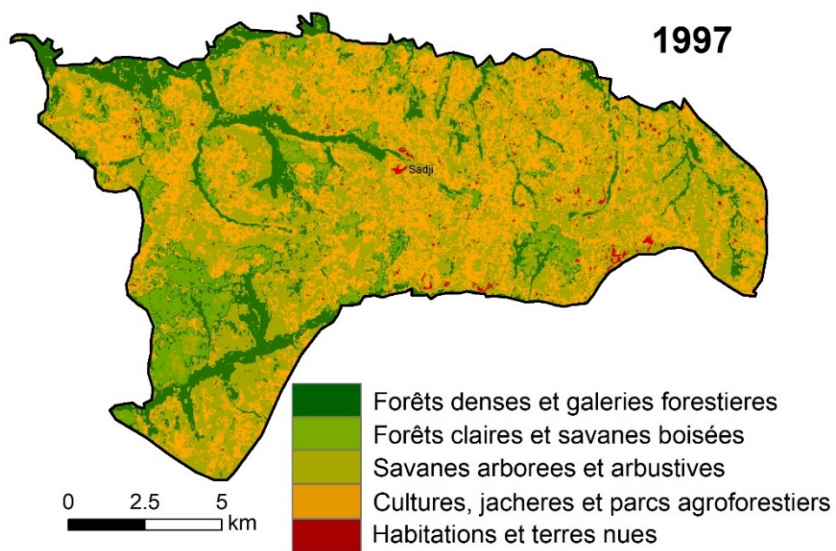 1997
Sadji
Forêts denses et galeries forestieres
Forêts claires et savanes boisées
Savanes arborees et arbustives
Cultures, jacheres et parcs agroforestiers
Habitations et terres nues
0 2.5 5
km